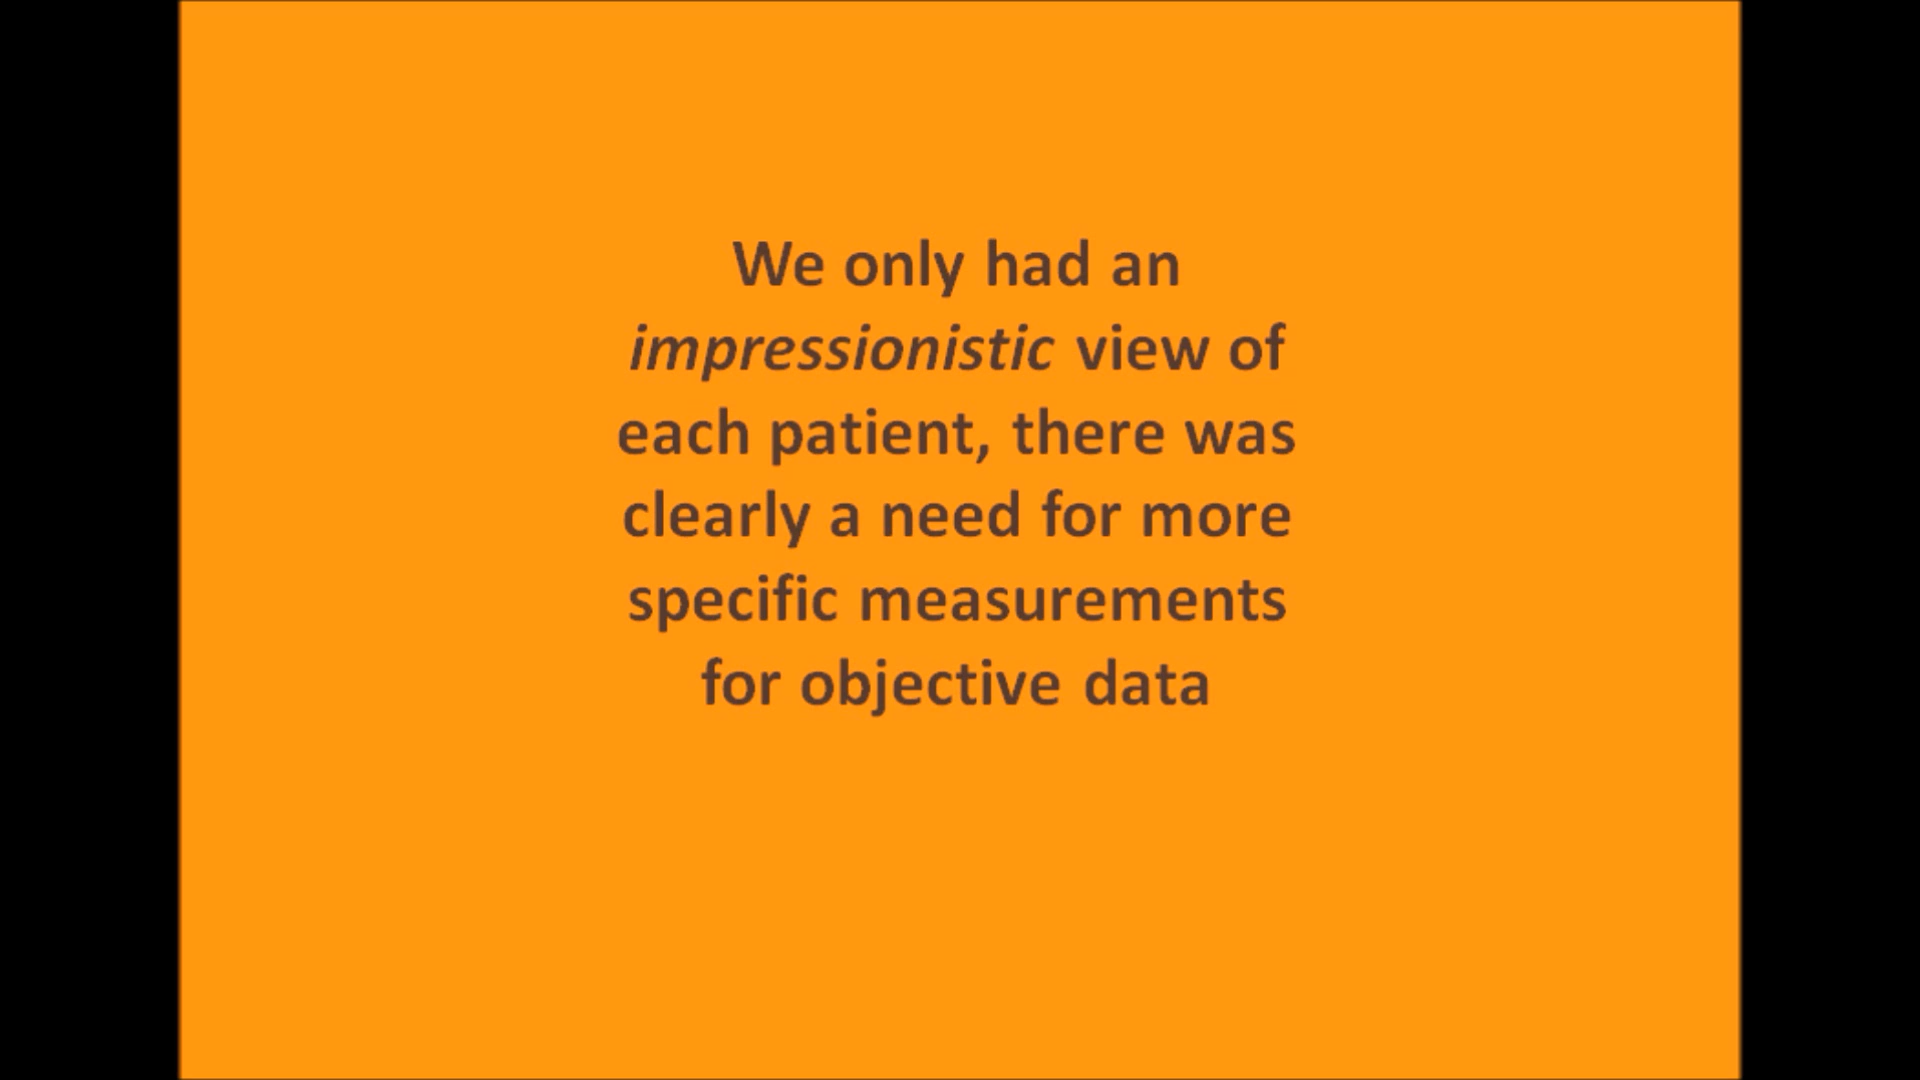 We only had an
impressionistic view of
each patient, there was
clearly a need for more
specific measurements
for objective data